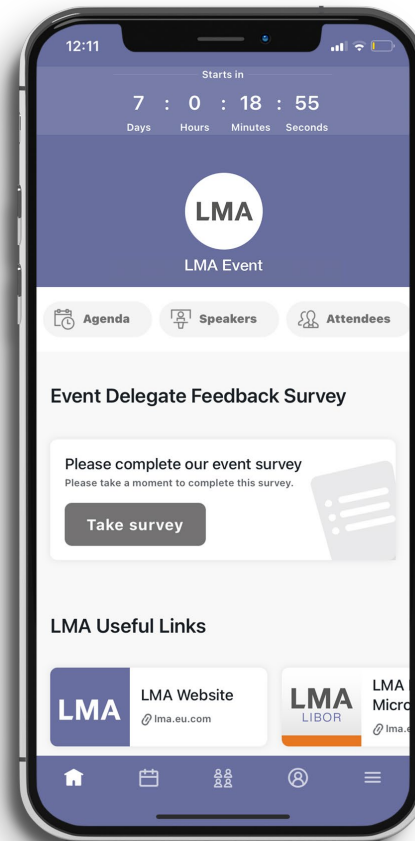 12:11
Starts in
7 : 0 : 18 : 55
Days Hours Minutes Seconds
LMA
LMA Event
Agenda Speakers Attendees
Event Delegate Feedback Survey
Please complete our event survey
Please take a moment to complete this survey.
Take survey
LMA Useful Links
LMA
LMA Website
lma.eu.com
LMA
LIBOR
LMA
Micro
lma.e